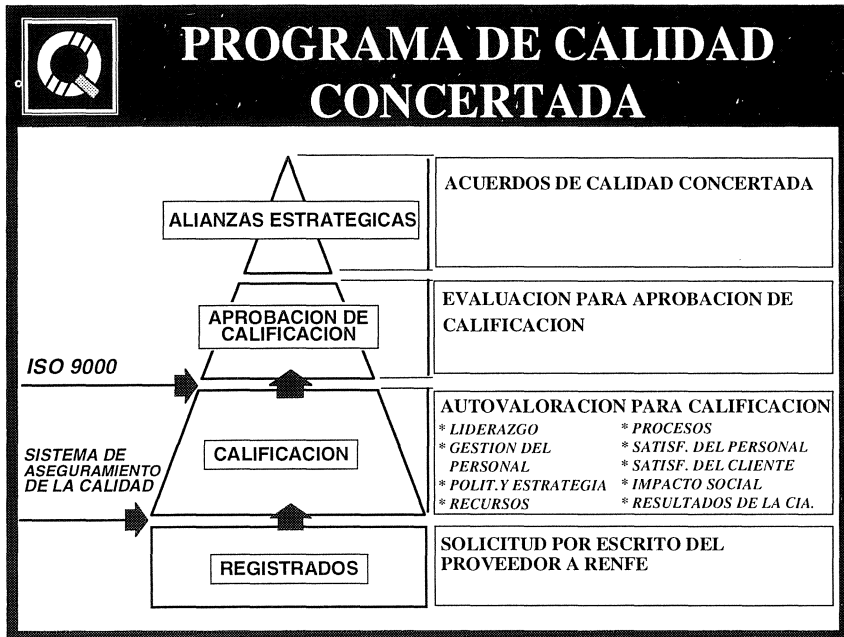 PROGRAMA DE CALIDAD
CONCERTADA
ALIANZAS ESTRATEGICAS
ACUERDOS DE CALIDAD CONCERTADA
APROBACION DE
CALIFICACION
EVALUACION PARA APROBACION DE
CALIFICACION
ISO 9000
SISTEMA DE
ASEGURAMIENTO
DE LA CALIDAD
CALIFICACION
AUTOVALORACION PARA CALIFICACION
* LIDERAZGO
* GESTION DEL
PERSONAL
* POLIT.Y ESTRATEGIA
* RECURSOS
* PROCESOS
* SATISF. DEL PERSONAL
* SATISF. DEL CLIENTE
* IMPACTO SOCIAL
* RESULTADOS DE LA CIA.
REGISTRADOS
SOLICITUD POR ESCRITO DEL
PROVEEDOR A RENFE